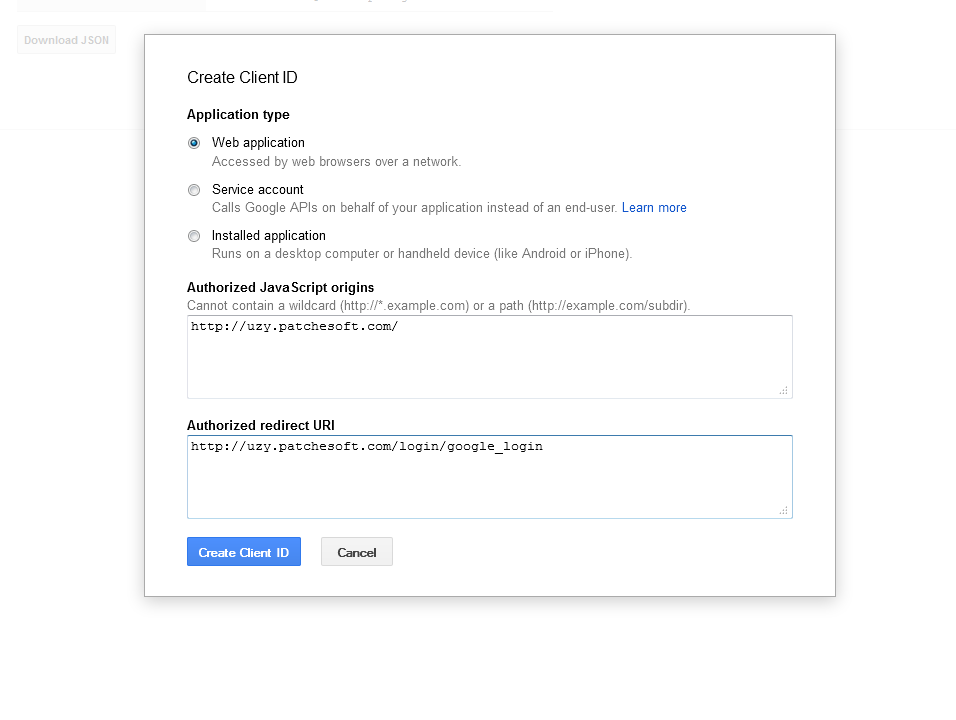 Download JSON
Create Client ID
Application type
Web application
Accessed by web browsers over a network.
Service account
Calls Google APIs on behalf of your application instead of an end-user. Learn more
Installed application
Runs on a desktop computer or handheld device (like Android or iPhone).
Authorized JavaScript origins
Cannot contain a wildcard (http://*.example.com) or a path (http://example.com/subdir).
http://uzy.patchesoft.com/
Authorized redirect URI
http://uzy.patchesoft.com/login/google_login
Create Client ID
Cancel